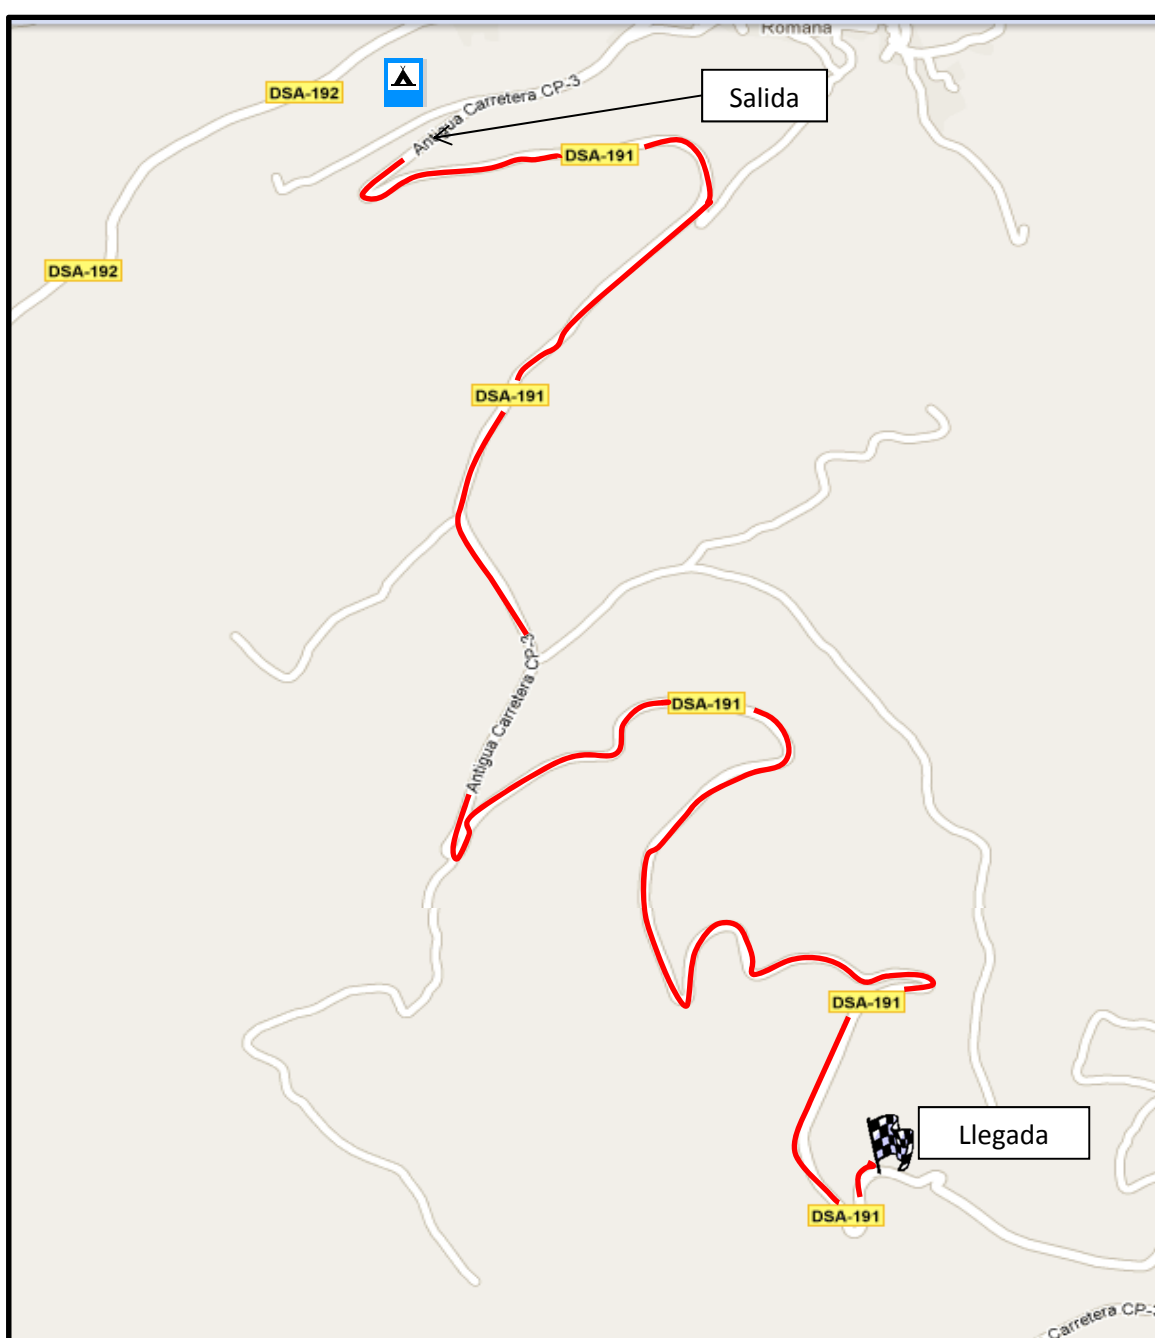 Romana
DSA-192
Antigua Carretera CP-3
Salida
DSA-191
DSA-192
DSA-191
Antigua Carretera CP-3
DSA-191
DSA-191
Llegada
DSA-191
Carretera CP-